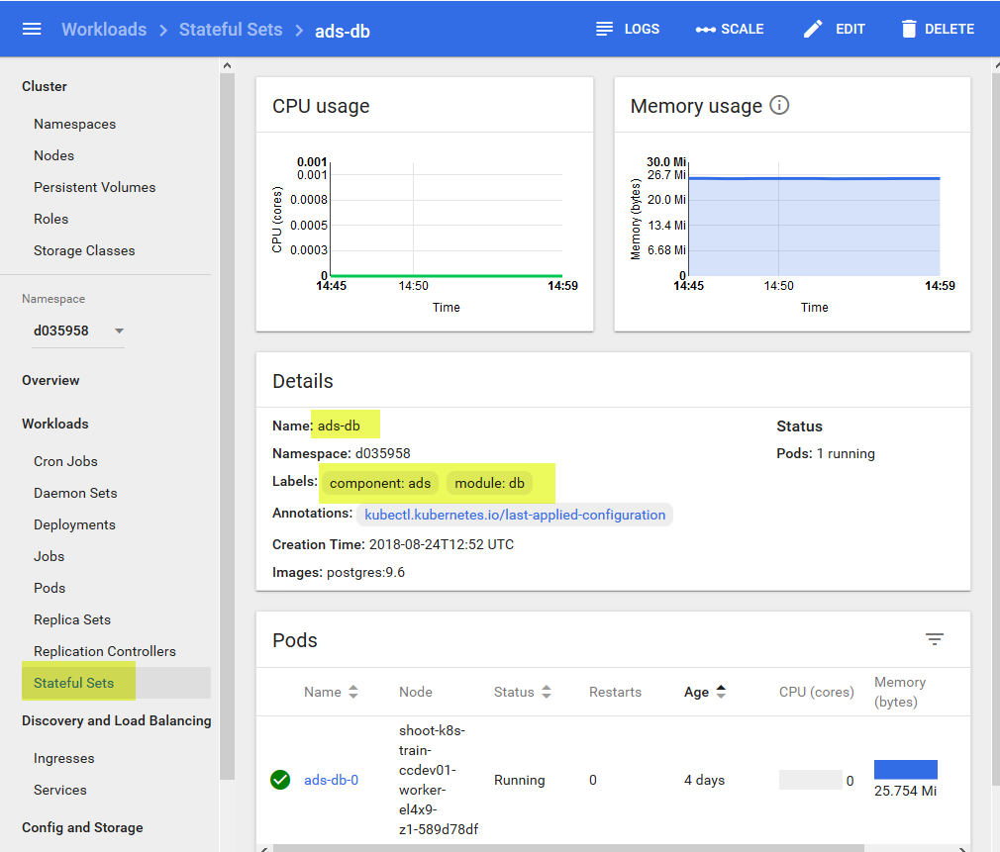 Workloads > Stateful Sets > ads-db
LOGS
SCALE
EDIT
DELETE
Cluster
Namespaces
Nodes
Persistent Volumes
Roles
Storage Classes
Namespace
d035958
Overview
Workloads
Cron Jobs
Daemon Sets
Deployments
Jobs
Pods
Replica Sets
Replication Controllers
Stateful Sets
Discovery and Load Balancing
Ingresses
Services
Config and Storage
CPU usage
CPU (cores)
0.001
0.001
0.0008
0.0005
0.0003
0
14:45
14:50
14:59
Time
Memory usage
Memory (bytes)
30.0 Mi
26.7 Mi
20.0 Mi
13.4 Mi
6.68 Mi
0
14:45
14:50
14:59
Time
Details
Name: ads-db
Namespace: d035958
Labels: component: ads module: db
Annotations: kubectl.kubernetes.io/last-applied-configuration
Creation Time: 2018-08-24T12:52 UTC
Images: postgres:9.6
Status
Pods: 1 running
Pods
Name
Node
Status
Restarts
Age
CPU (cores)
Memory
(bytes)
ads-db-0
shoot-k8s-
train-
ccdev01-
worker-
el4x9-
z1-589d78df
Running
0
4 days
0
25.754 Mi